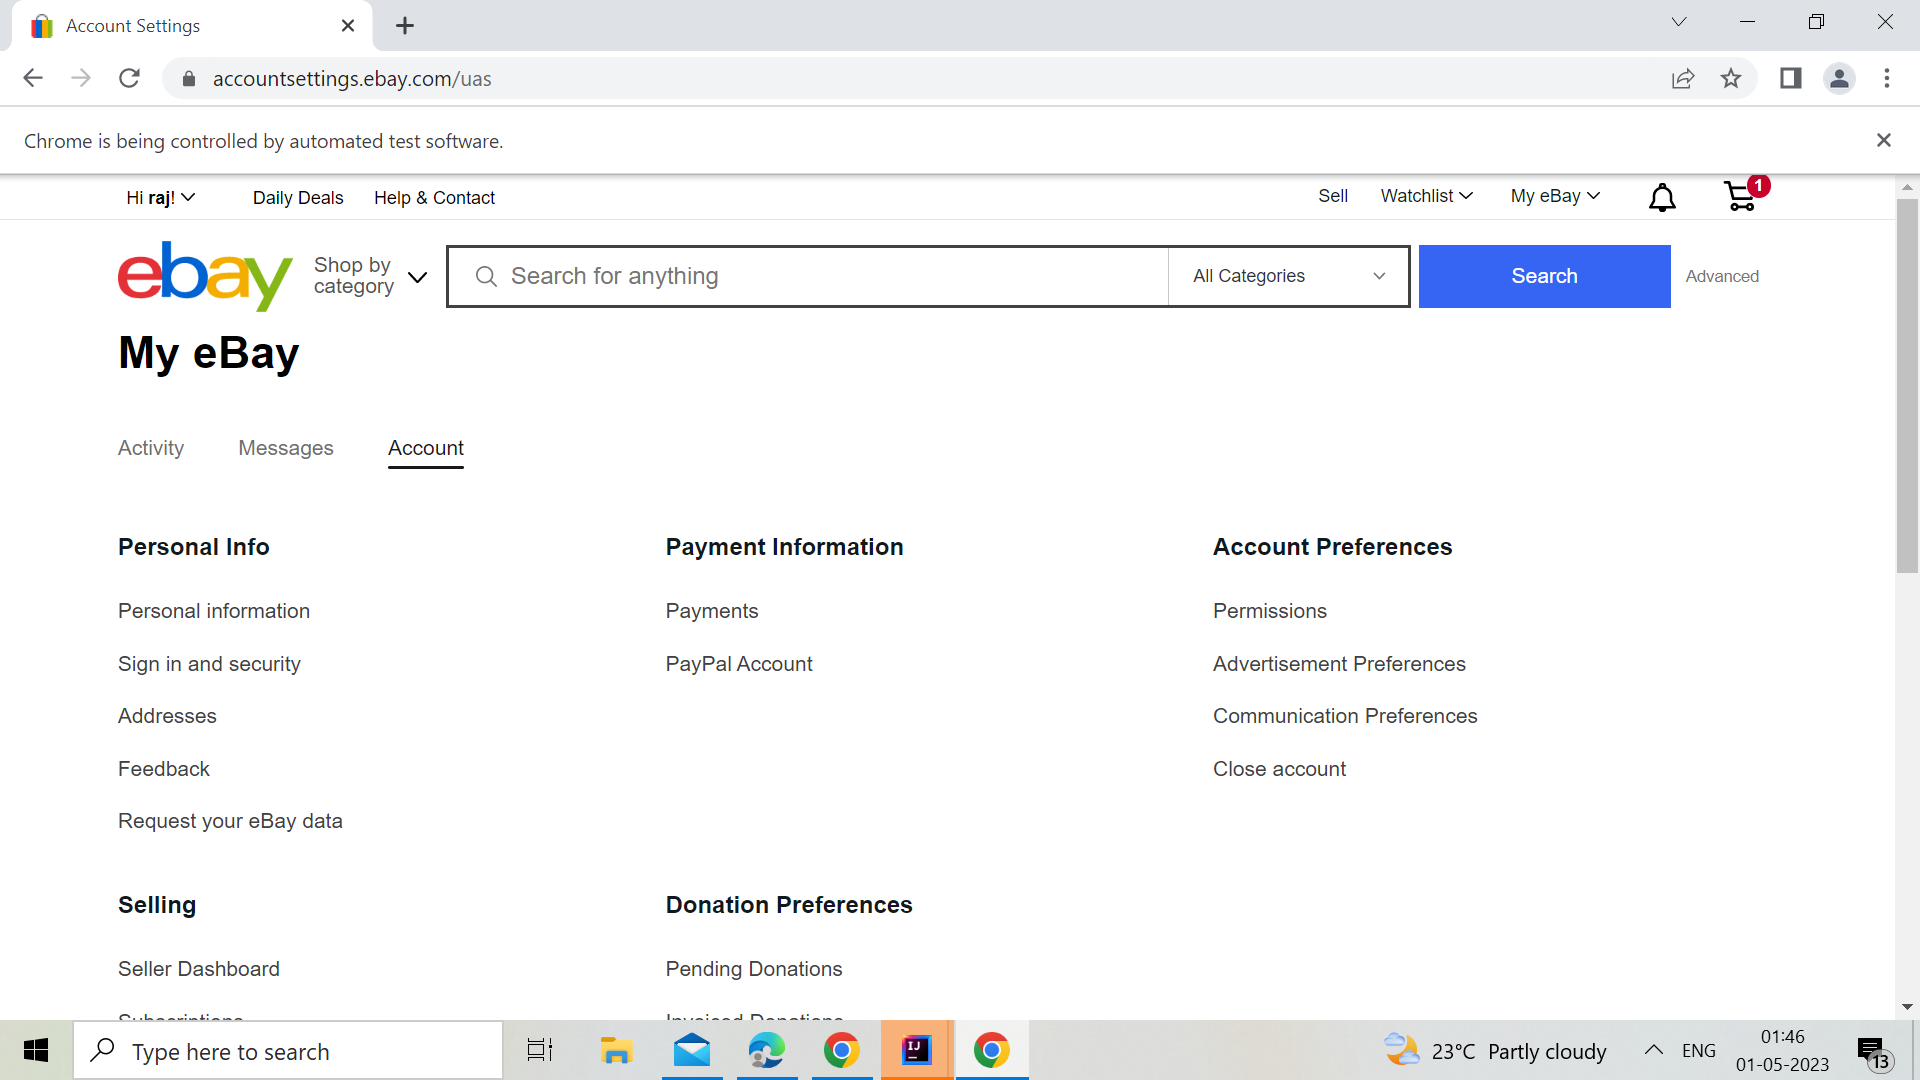 Account Settings
accountsettings.ebay.com/uas
Chrome is being controlled by automated test software.
Hi raj! Daily Deals Help & Contact Sell Watchlist My eBay 1
ebay Shop by category Search for anything All Categories Search Advanced
My eBay
Activity Messages Account
Personal Info Payment Information Account Preferences
Personal information Payments Permissions
Sign in and security PayPal Account Advertisement Preferences
Addresses Communication Preferences
Feedback Close account
Request your eBay data
Selling Donation Preferences
Seller Dashboard Pending Donations
Subscriptions Invoiced Donations
Type here to search IJ 23°C Partly cloudy ENG 01:46
01-05-2023 13